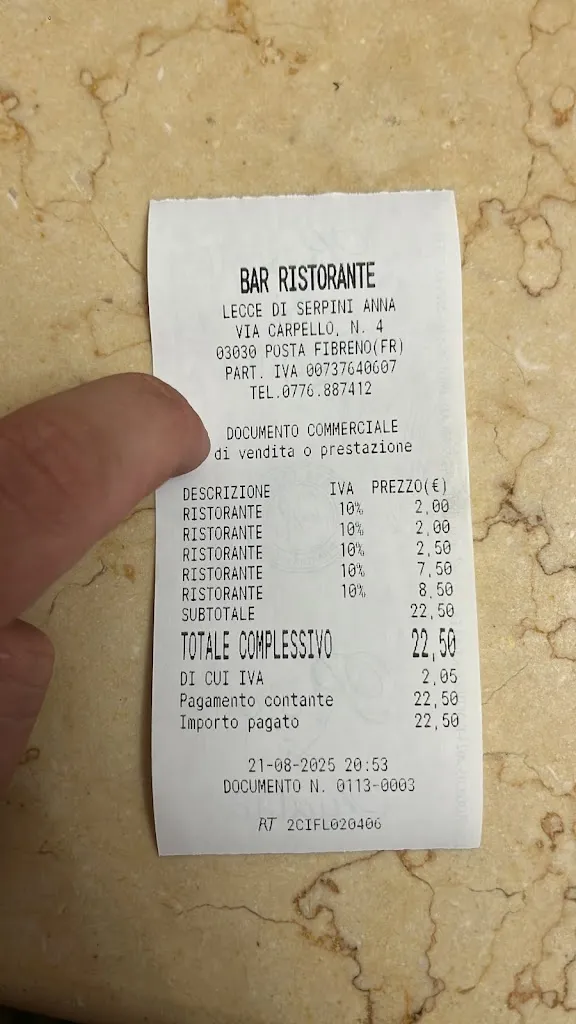 BAR RISTORANTE
LECCE DI SERPINI ANNA
VIA CARPELLO, N. 4
03030 POSTA FIBRENO(FR)
PART. IVA 00737640607
TEL.0776.887412
DOCUMENTO COMMERCIALE
di vendita o prestazione
DESCRIZIONE IVA PREZZO(€)
RISTORANTE 10% 2,00
RISTORANTE 10% 2,00
RISTORANTE 10% 2,50
RISTORANTE 10% 7,50
RISTORANTE 10% 8,50
SUBTOTALE 22,50
TOTALE COMPLESSIVO 22,50
DI CUI IVA 2,05
Pagamento contante 22,50
Importo pagato 22,50
21-08-2025 20:53
DOCUMENTO N. 0113-0003
RT 2CIFL020406